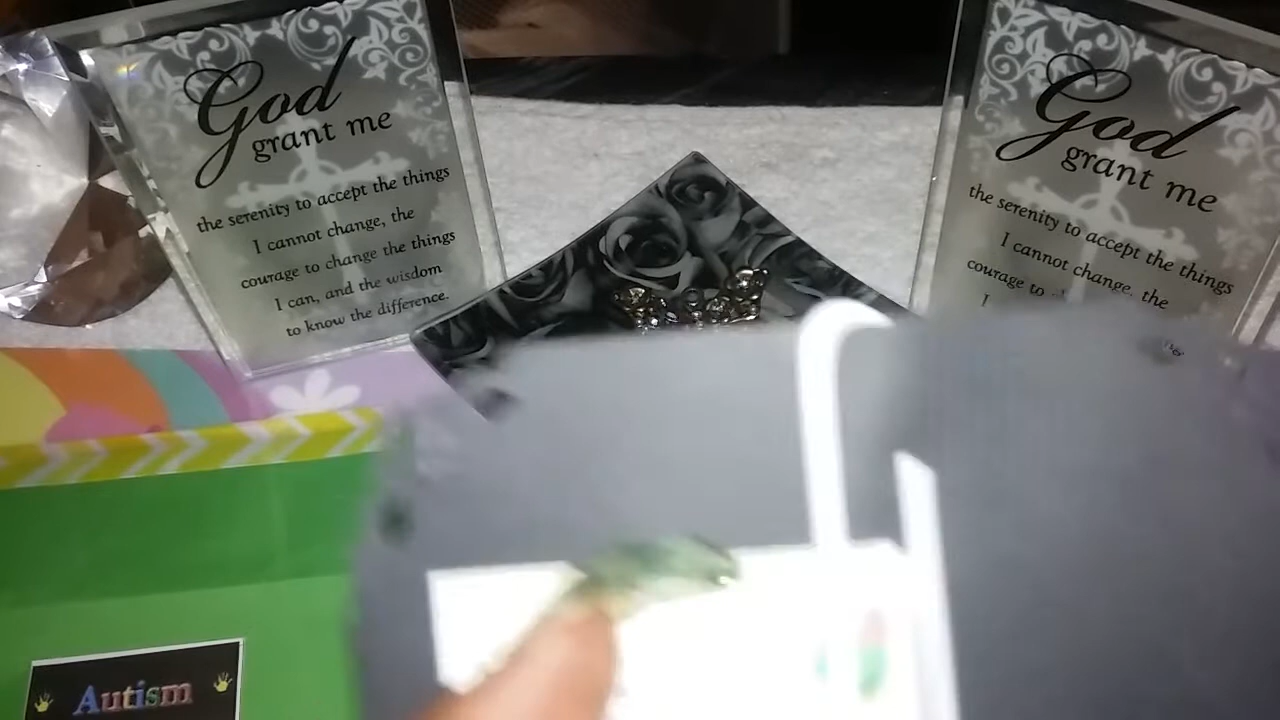 God
grant me
the serenity to accept the things
I cannot change, the
courage to change the things
I can, and the wisdom
to know the difference.
God
grant me
the serenity to accept the things
I cannot change, the
courage to
I
Autism